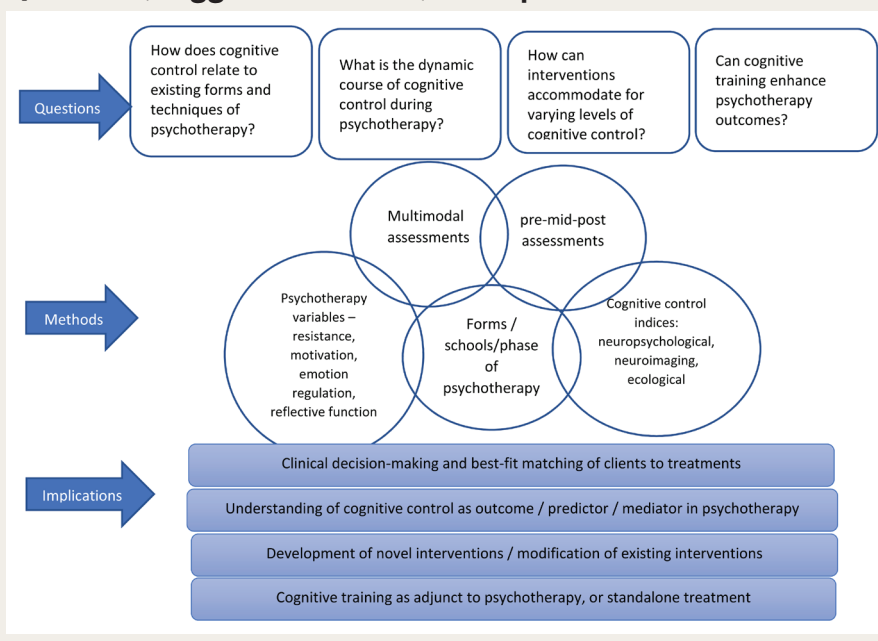 Questions
How does cognitive
control relate to
existing forms and
techniques of
psychotherapy?
What is the dynamic
course of cognitive
control during
psychotherapy?
How can
interventions
accommodate for
varying levels of
cognitive control?
Can cognitive
training enhance
psychotherapy
outcomes?
Methods
Multimodal
assessments
pre-mid-post
assessments
Psychotherapy
variables –
resistance,
motivation,
emotion
regulation,
reflective function
Forms /
schools/phase
of
psychotherapy
Cognitive control
indices:
neuropsychological,
neuroimaging,
ecological
Implications
Clinical decision-making and best-fit matching of clients to treatments
Understanding of cognitive control as outcome / predictor / mediator in psychotherapy
Development of novel interventions / modification of existing interventions
Cognitive training as adjunct to psychotherapy, or standalone treatment